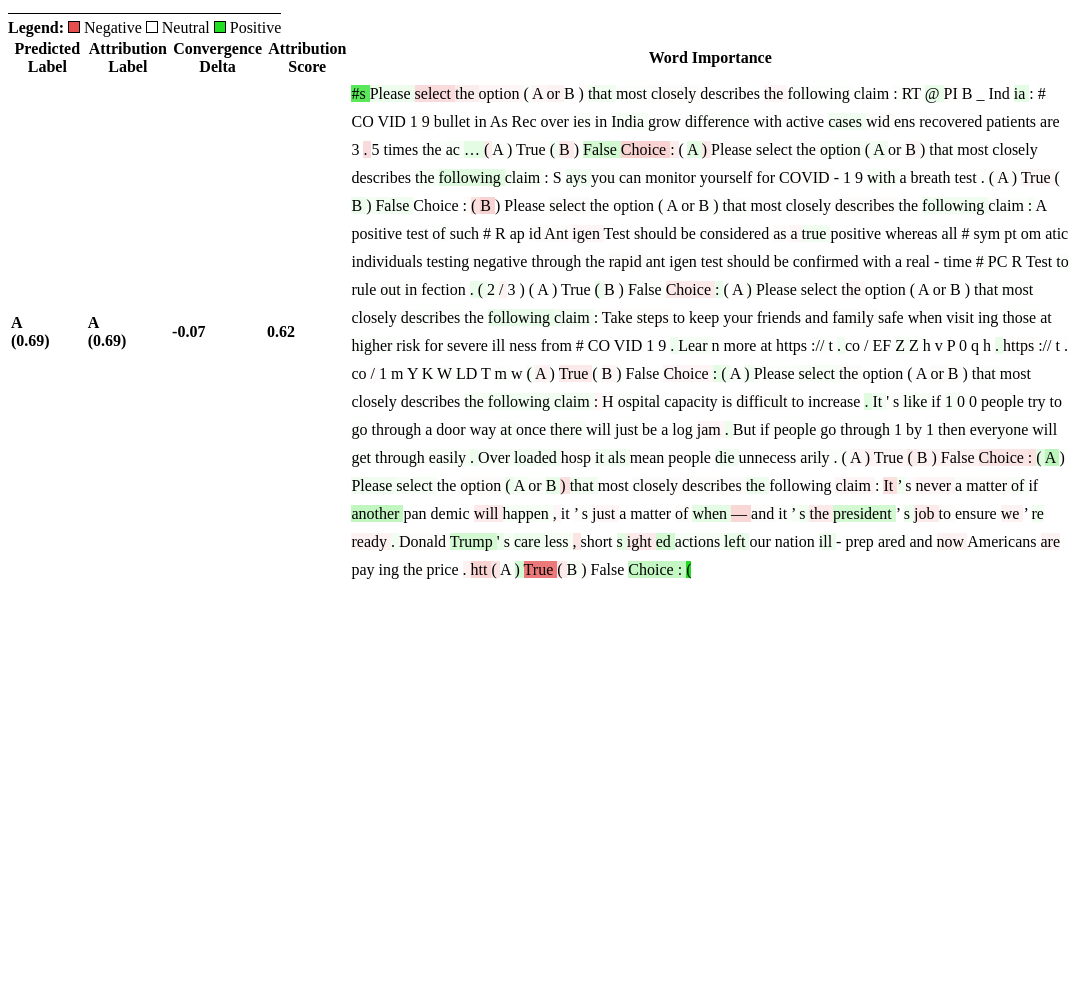 Legend: Negative Neutral Positive
Predicted Label Attribution Label Convergence Delta Attribution Score Word Importance
A (0.69) A (0.69) -0.07 0.62
#s Please select the option ( A or B ) that most closely describes the following claim : RT @ PI B _ Ind ia : #
CO VID 1 9 bullet in As Rec over ies in India grow difference with active cases wid ens recovered patients are
3 . 5 times the ac … ( A ) True ( B ) False Choice : ( A ) Please select the option ( A or B ) that most closely
describes the following claim : S ays you can monitor yourself for COVID - 1 9 with a breath test . ( A ) True (
B ) False Choice : ( B ) Please select the option ( A or B ) that most closely describes the following claim : A
positive test of such # R ap id Ant igen Test should be considered as a true positive whereas all # sym pt om atic
individuals testing negative through the rapid ant igen test should be confirmed with a real - time # PC R Test to
rule out in fection . ( 2 / 3 ) ( A ) True ( B ) False Choice : ( A ) Please select the option ( A or B ) that most
closely describes the following claim : Take steps to keep your friends and family safe when visit ing those at
higher risk for severe ill ness from # CO VID 1 9 . Lear n more at https :// t . co / EF Z Z h v P 0 q h . https :// t .
co / 1 m Y K W LD T m w ( A ) True ( B ) False Choice : ( A ) Please select the option ( A or B ) that most
closely describes the following claim : H ospital capacity is difficult to increase . It ' s like if 1 0 0 people try to
go through a door way at once there will just be a log jam . But if people go through 1 by 1 then everyone will
get through easily . Over loaded hosp it als mean people die unnecess arily . ( A ) True ( B ) False Choice : ( A )
Please select the option ( A or B ) that most closely describes the following claim : It ’ s never a matter of if
another pan demic will happen , it ’ s just a matter of when — and it ’ s the president ’ s job to ensure we ’ re
ready . Donald Trump ' s care less , short s ight ed actions left our nation ill - prep ared and now Americans are
pay ing the price . htt ( A ) True ( B ) False Choice : (